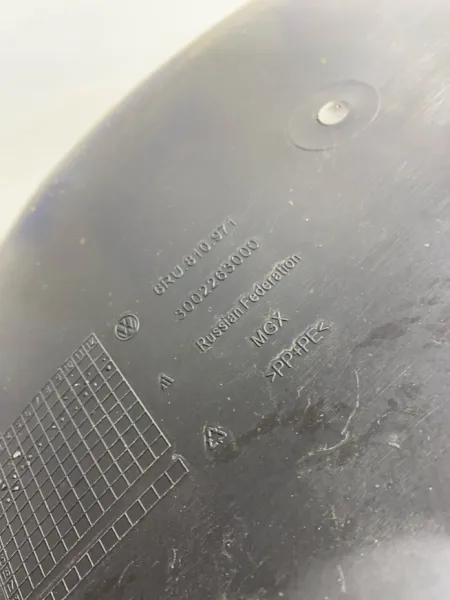 6RU.810.971
3002263000
Russian Federation
MGX
>PP+PE<